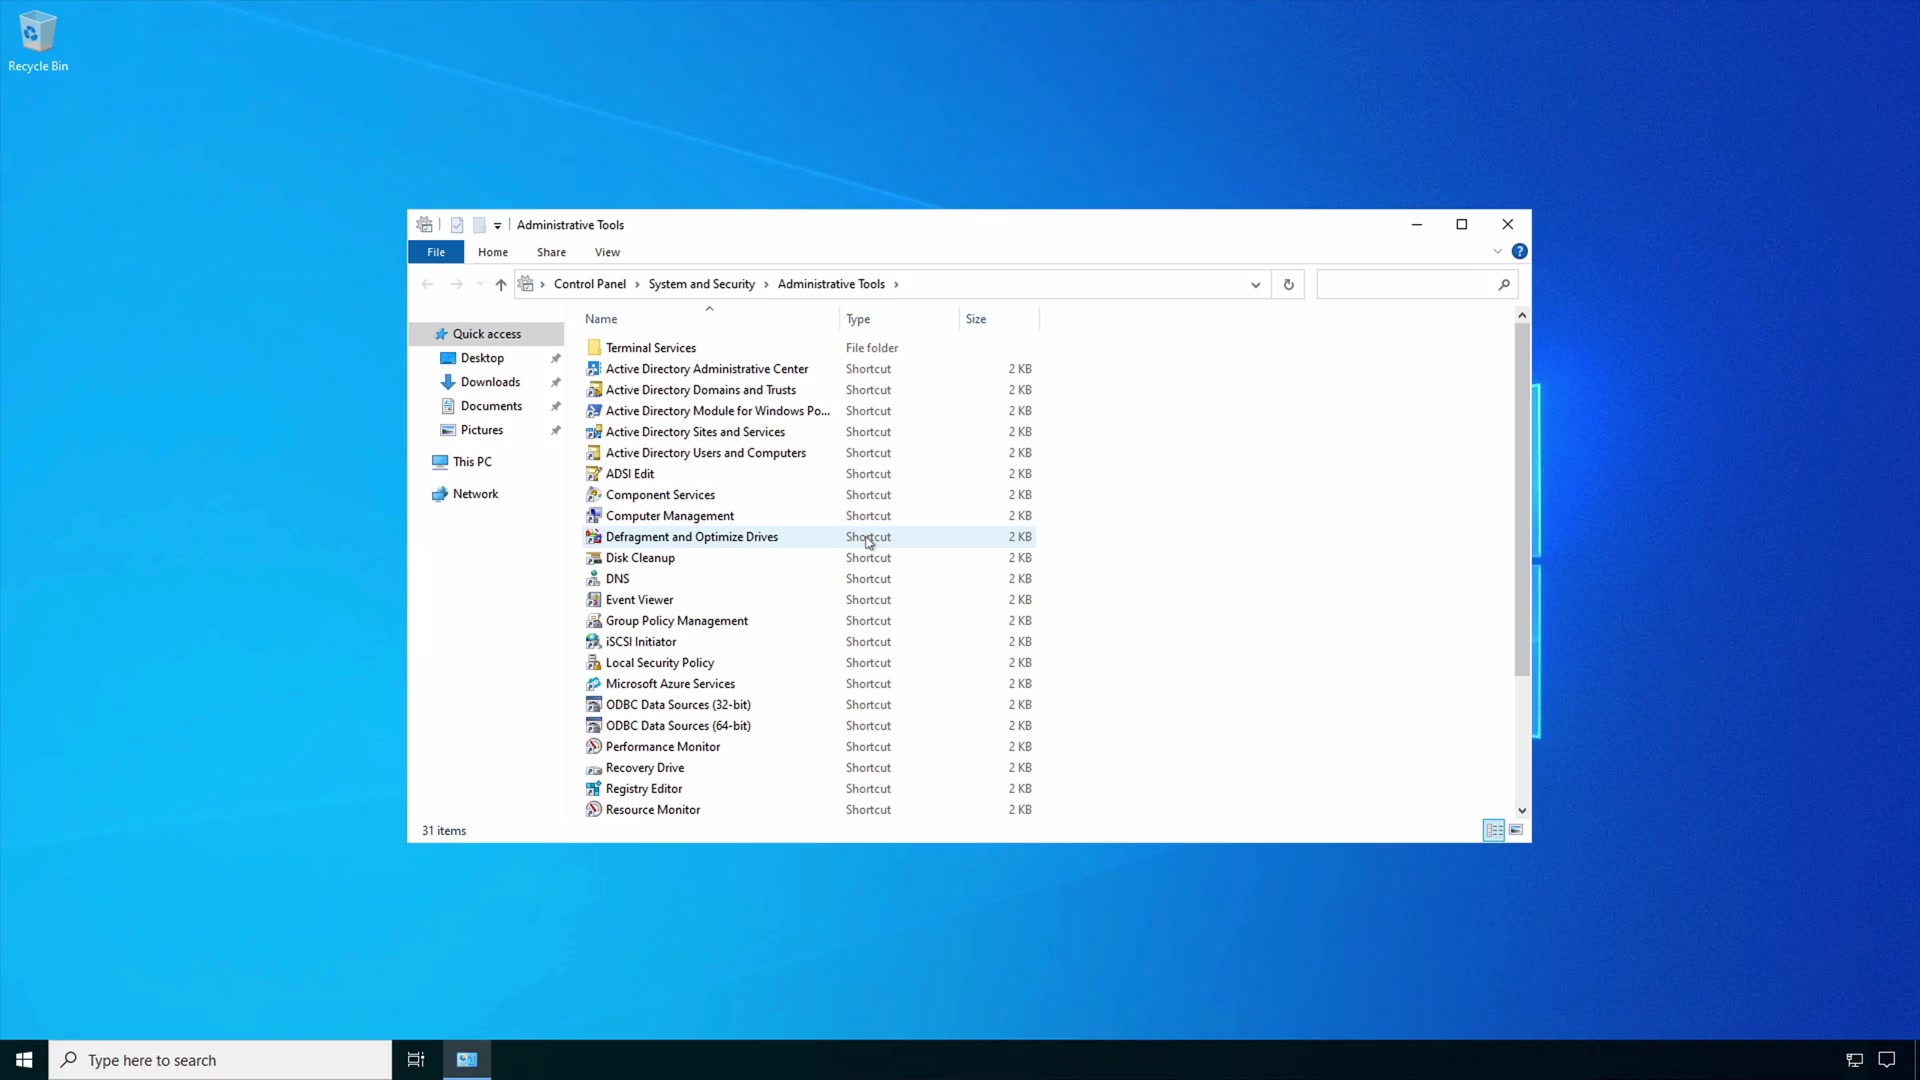 Recycle Bin
Administrative Tools
File Home Share View
Control Panel System and Security Administrative Tools
Name Type Size
Quick access
Desktop
Downloads
Documents
Pictures
This PC
Network
Terminal Services File folder
Active Directory Administrative Center Shortcut 2 KB
Active Directory Domains and Trusts Shortcut 2 KB
Active Directory Module for Windows Po... Shortcut 2 KB
Active Directory Sites and Services Shortcut 2 KB
Active Directory Users and Computers Shortcut 2 KB
ADSI Edit Shortcut 2 KB
Component Services Shortcut 2 KB
Computer Management Shortcut 2 KB
Defragment and Optimize Drives Shortcut 2 KB
Disk Cleanup Shortcut 2 KB
DNS Shortcut 2 KB
Event Viewer Shortcut 2 KB
Group Policy Management Shortcut 2 KB
iSCSI Initiator Shortcut 2 KB
Local Security Policy Shortcut 2 KB
Microsoft Azure Services Shortcut 2 KB
ODBC Data Sources (32-bit) Shortcut 2 KB
ODBC Data Sources (64-bit) Shortcut 2 KB
Performance Monitor Shortcut 2 KB
Recovery Drive Shortcut 2 KB
Registry Editor Shortcut 2 KB
Resource Monitor Shortcut 2 KB
31 items
Type here to search